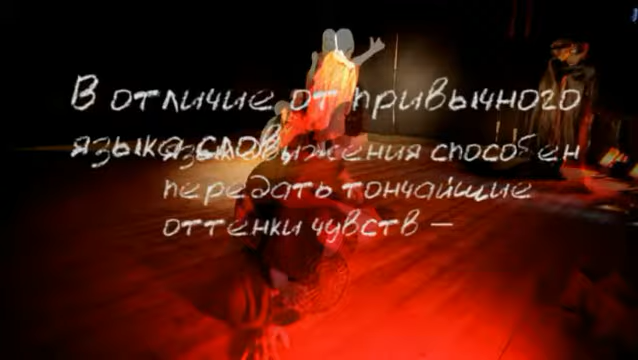 В отличие от привычного
языка слов, язык движения способен
передать тончайшие
оттенки чувств —